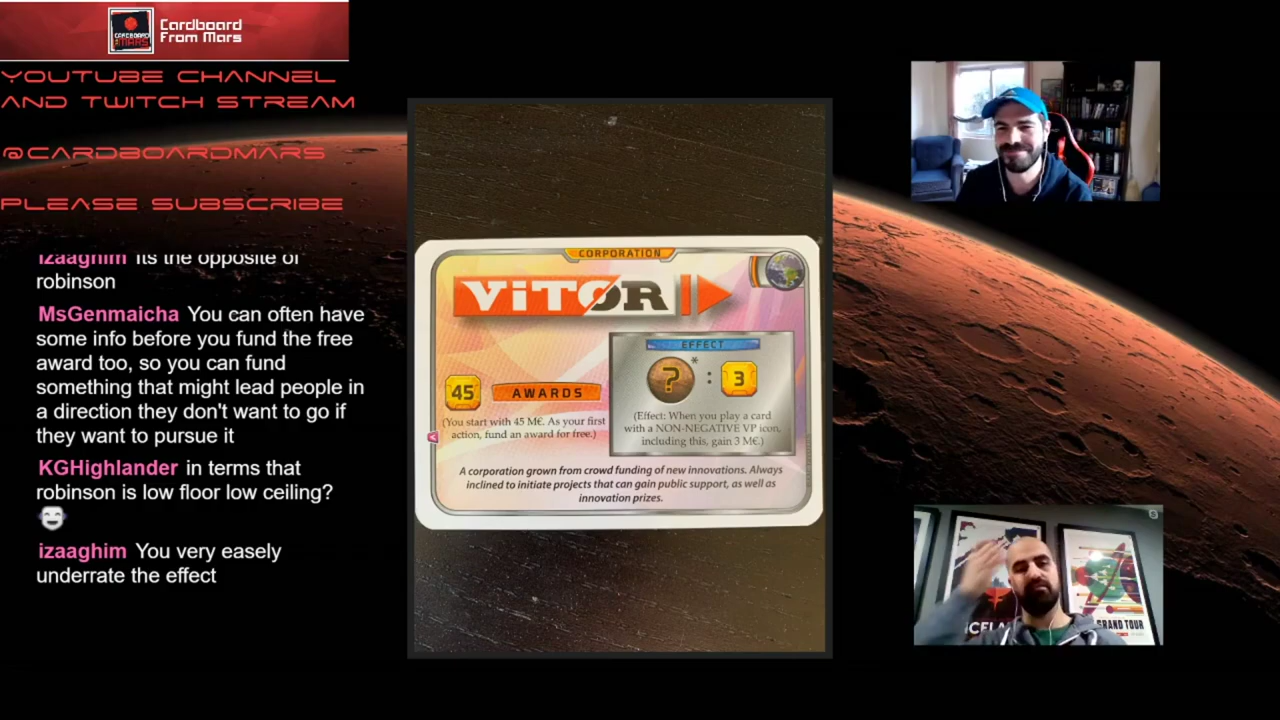 Cardboard
From Mars
YOUTUBE CHANNEL
AND TWITCH STREAM
@CARDBOARDMARS
PLEASE SUBSCRIBE
izaaghim Its the opposite of
robinson
MsGenmaicha You can often have
some info before you fund the free
award too, so you can fund
something that might lead people in
a direction they don't want to go if
they want to pursue it
KGHighlander in terms that
robinson is low floor low ceiling?
izaaghim You very easely
underrate the effect
CORPORATION
ViTOR
EFFECT
? * : 3
45 AWARDS
(You start with 45 M€. As your first
action, fund an award for free.)
(Effect: When you play a card
with a NON-NEGATIVE VP icon,
including this, gain 3 M€.)
A corporation grown from crowd funding of new innovations. Always
inclined to initiate projects that can gain public support, as well as
innovation prizes.
GRAND TOUR